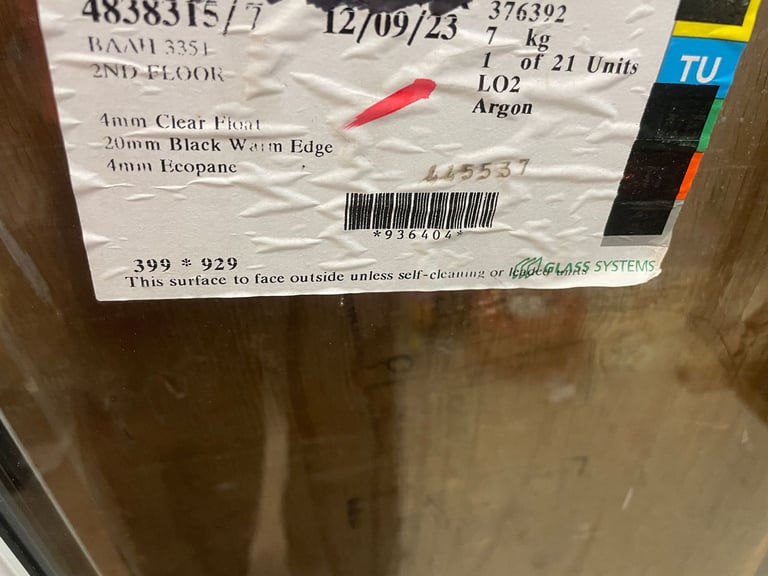 4838315/7
12/09/23
376392
BAAH 3351
7 kg
2ND FLOOR
1 of 21 Units
LO2
Argon
TU
4mm Clear Float
20mm Black Warm Edge
4mm Ecopane
*936404*
399 * 929
This surface to face outside unless self-cleaning or leaded units
GLASS SYSTEMS